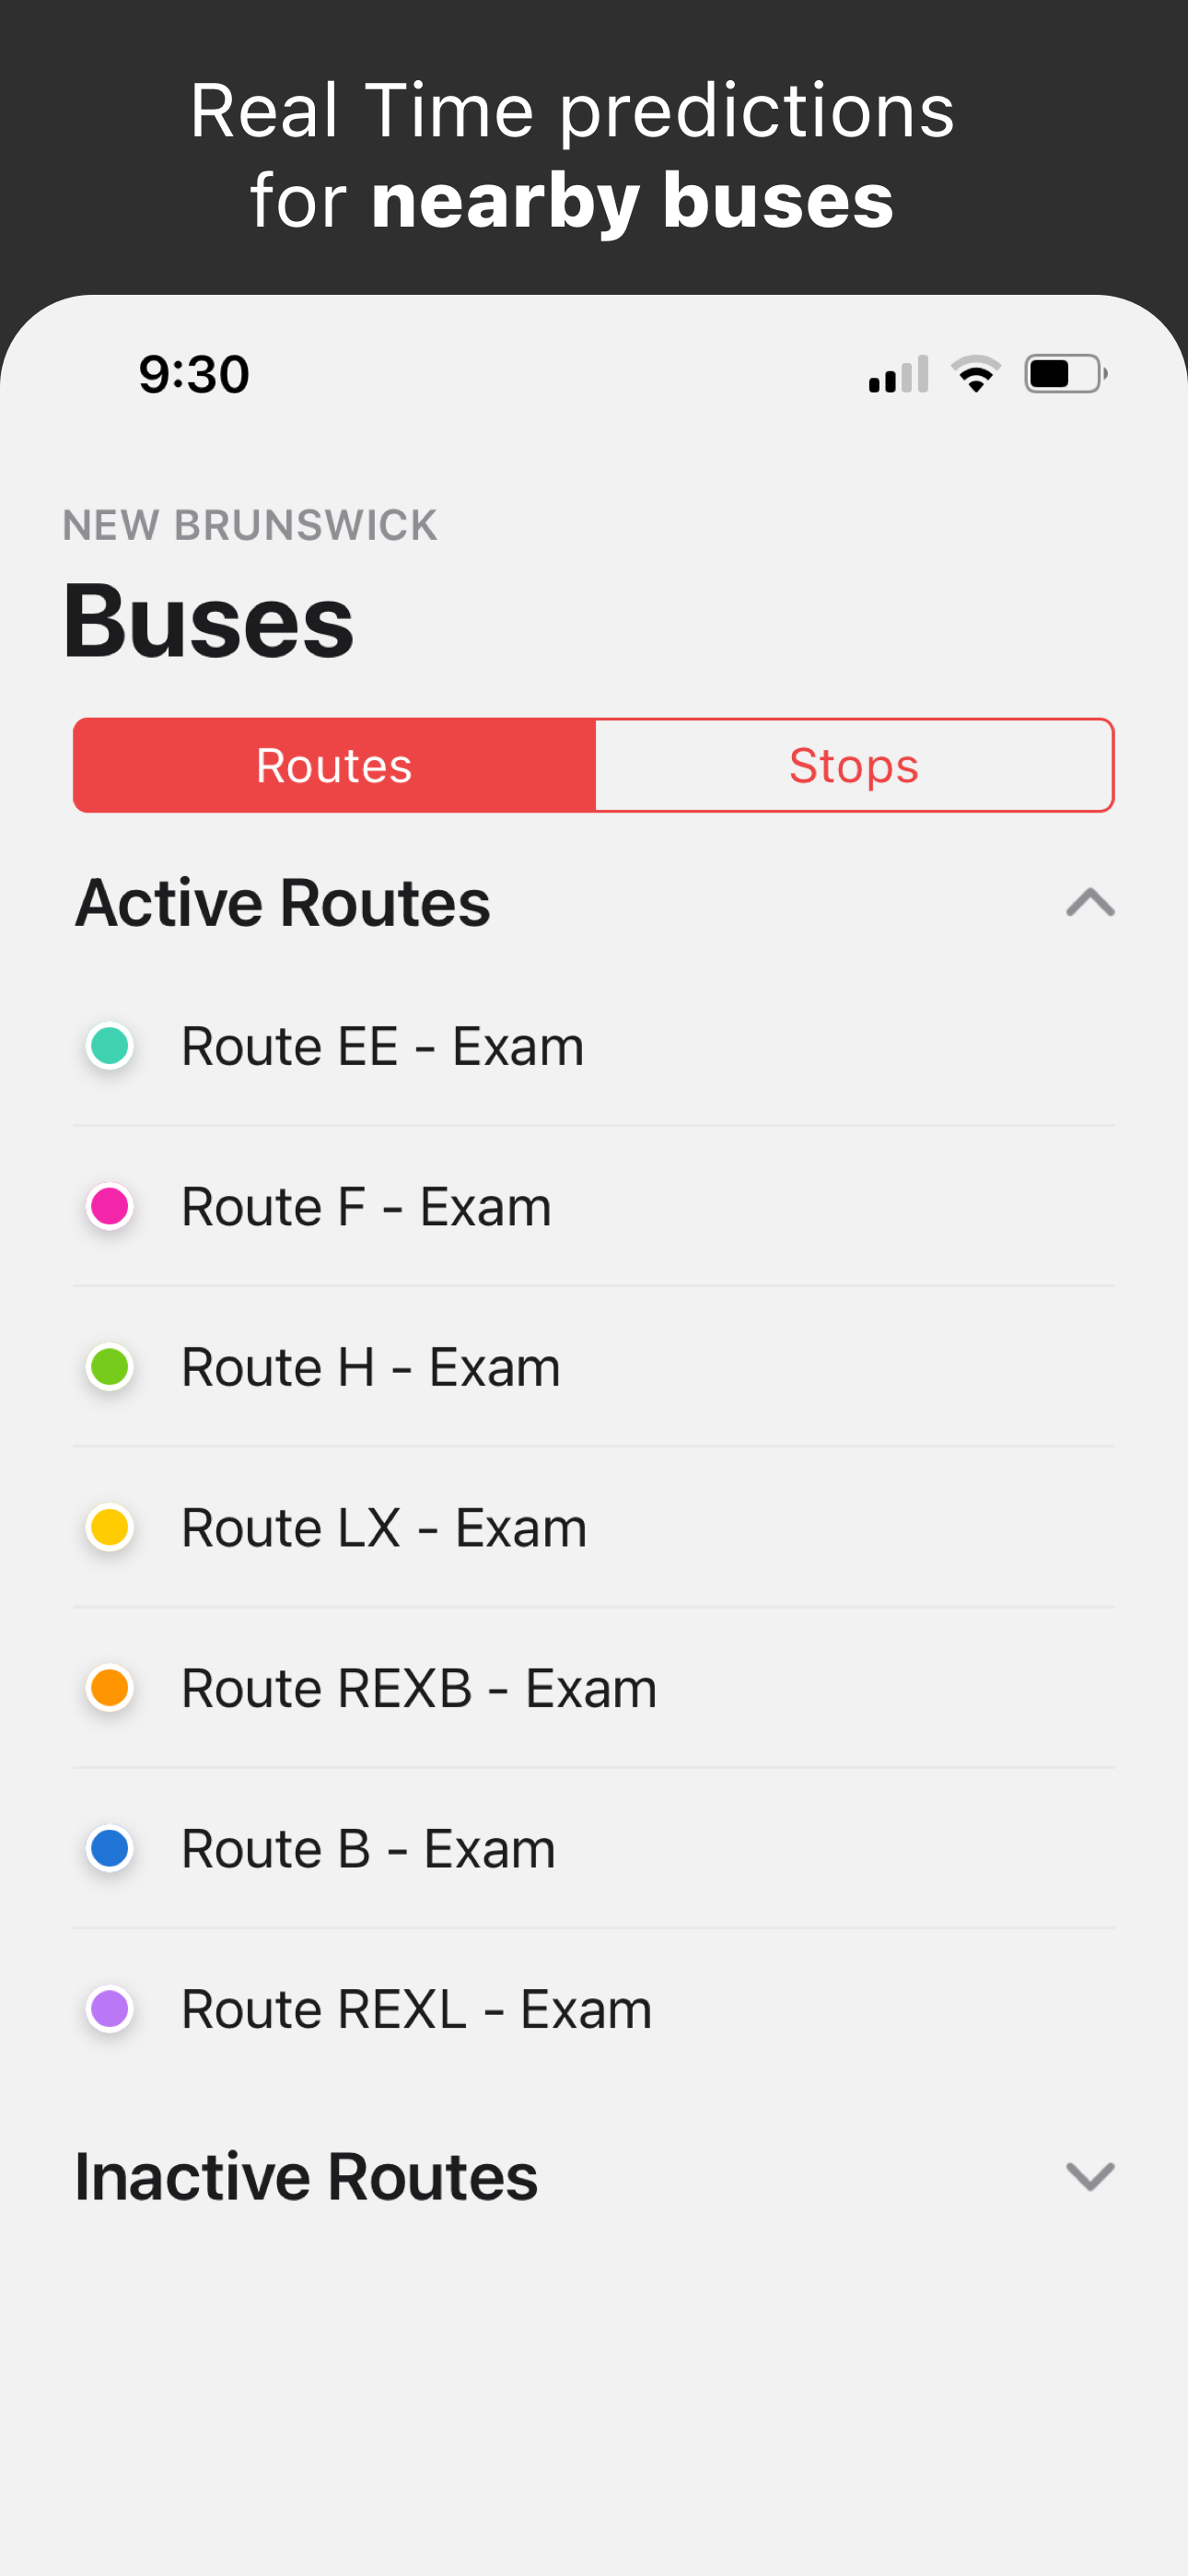 Real Time predictions
for nearby buses
9:30
NEW BRUNSWICK
Buses
Routes
Stops
Active Routes
Route EE - Exam
Route F - Exam
Route H - Exam
Route LX - Exam
Route REXB - Exam
Route B - Exam
Route REXL - Exam
Inactive Routes